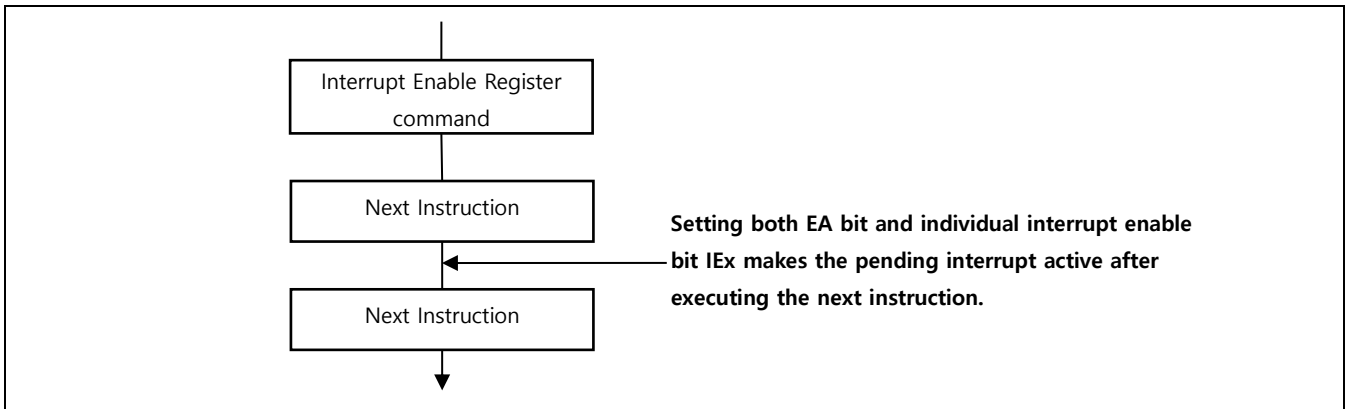 Interrupt Enable Register
command
Next Instruction
Setting both EA bit and individual interrupt enable
bit IEx makes the pending interrupt active after
executing the next instruction.
Next Instruction